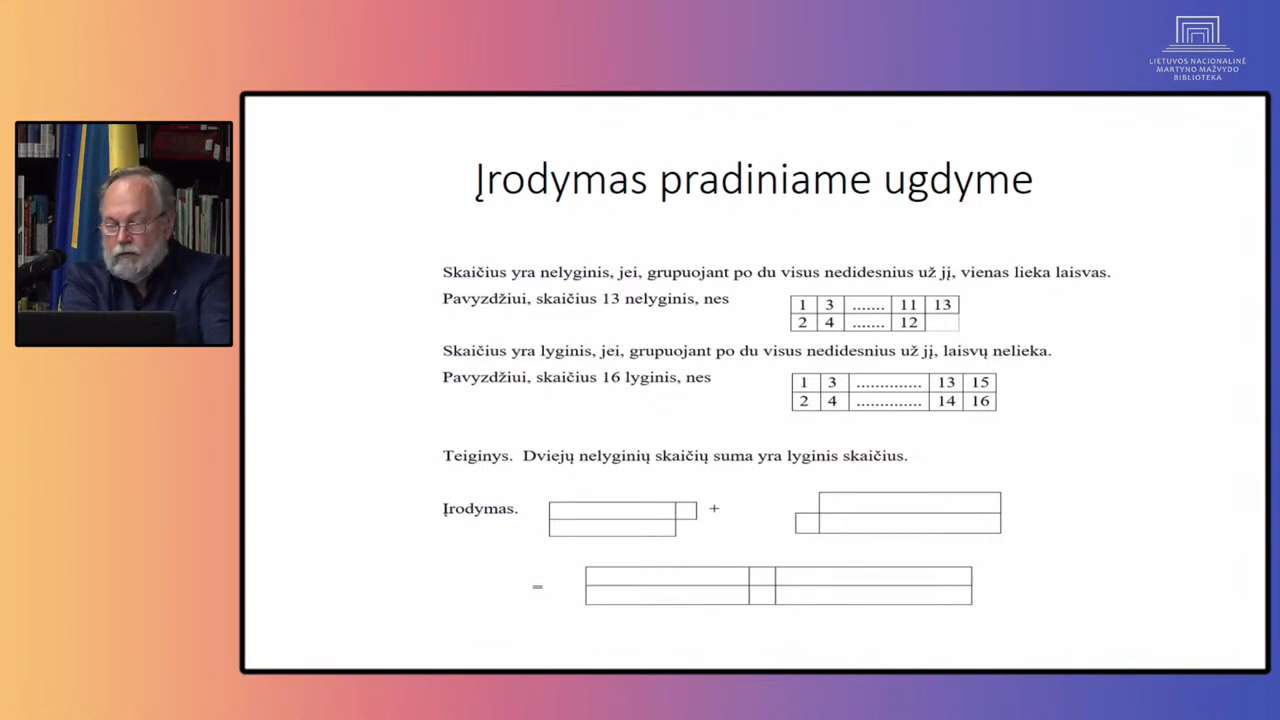 LIETUVOS NACIONALINĖ
MARTYNO MAŽVYDO
BIBLIOTEKA
Įrodymas pradiniame ugdyme
Skaičius yra nelyginis, jei, grupuojant po du visus nedidesnius už jį, vienas lieka laisvas.
Pavyzdžiui, skaičius 13 nelyginis, nes
1 3 ....... 11 13
2 4 ....... 12
Skaičius yra lyginis, jei, grupuojant po du visus nedidesnius už jį, laisvų nelieka.
Pavyzdžiui, skaičius 16 lyginis, nes
1 3 .............. 13 15
2 4 .............. 14 16
Teiginys. Dviejų nelyginių skaičių suma yra lyginis skaičius.
Įrodymas. +
=